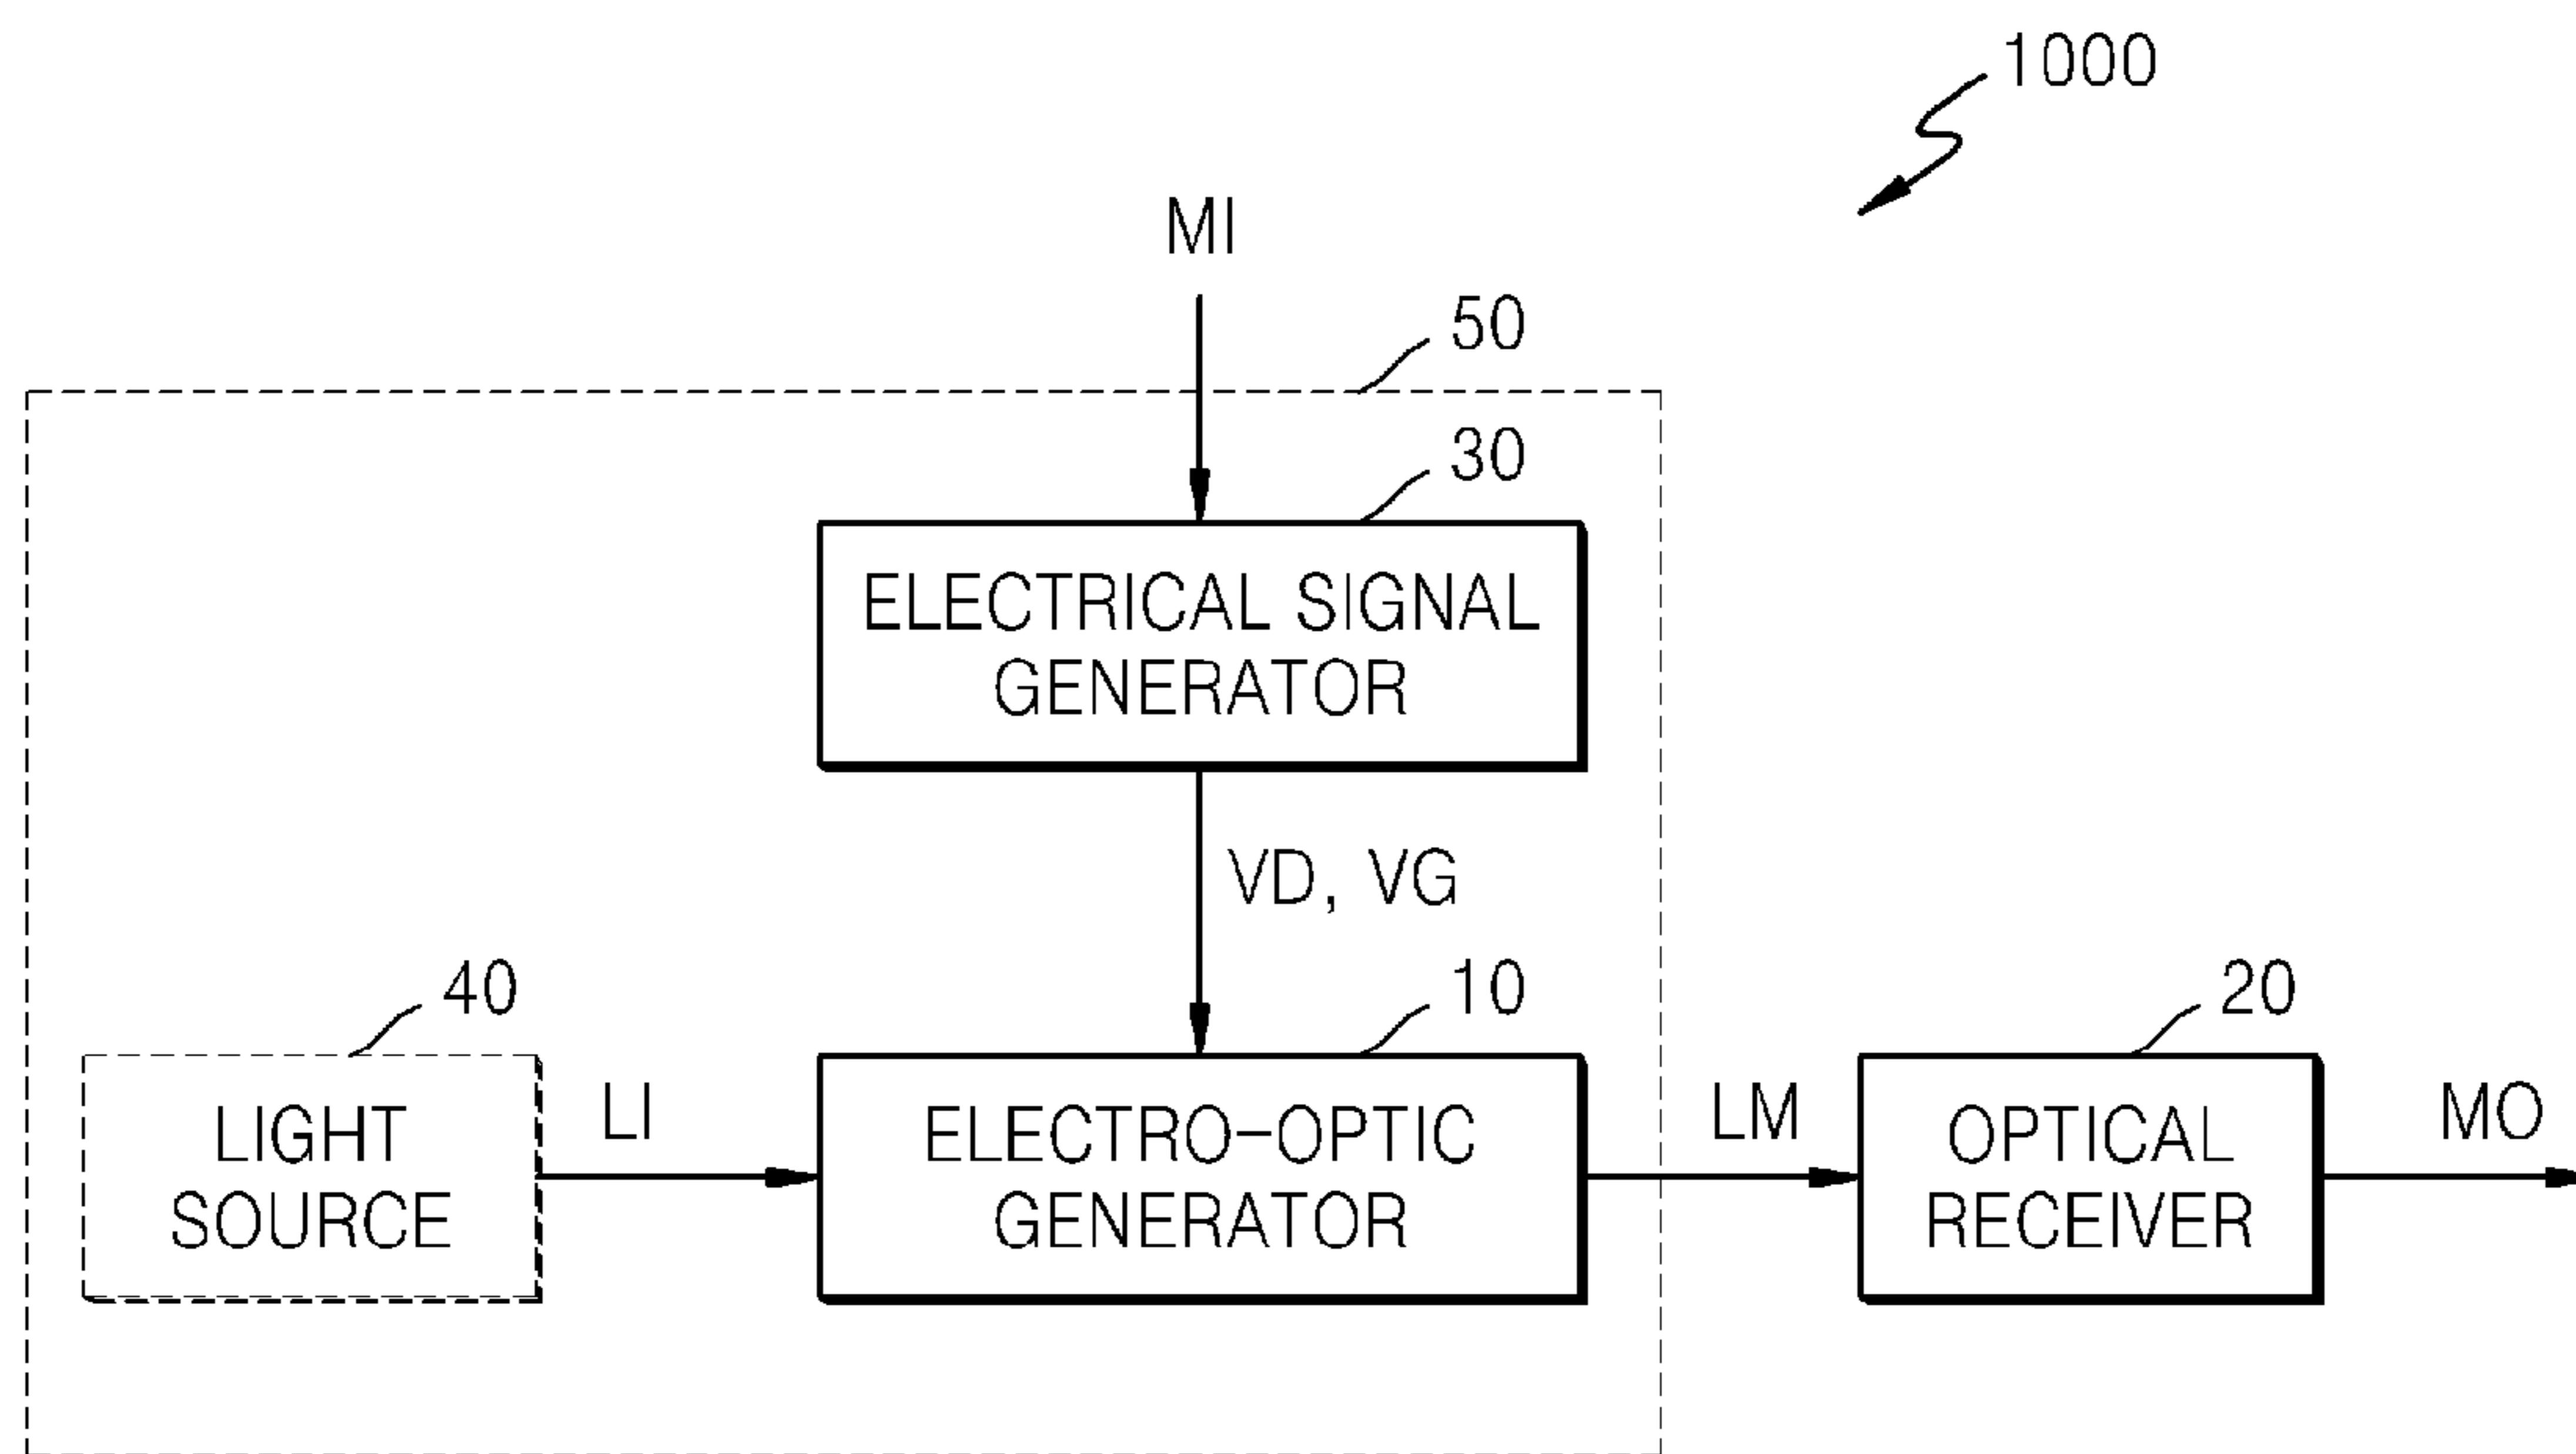 1000
MI
50
30
ELECTRICAL SIGNAL
GENERATOR
VD, VG
40
10
20
LIGHT
SOURCE
LI
ELECTRO-OPTIC
GENERATOR
LM
OPTICAL
RECEIVER
MO